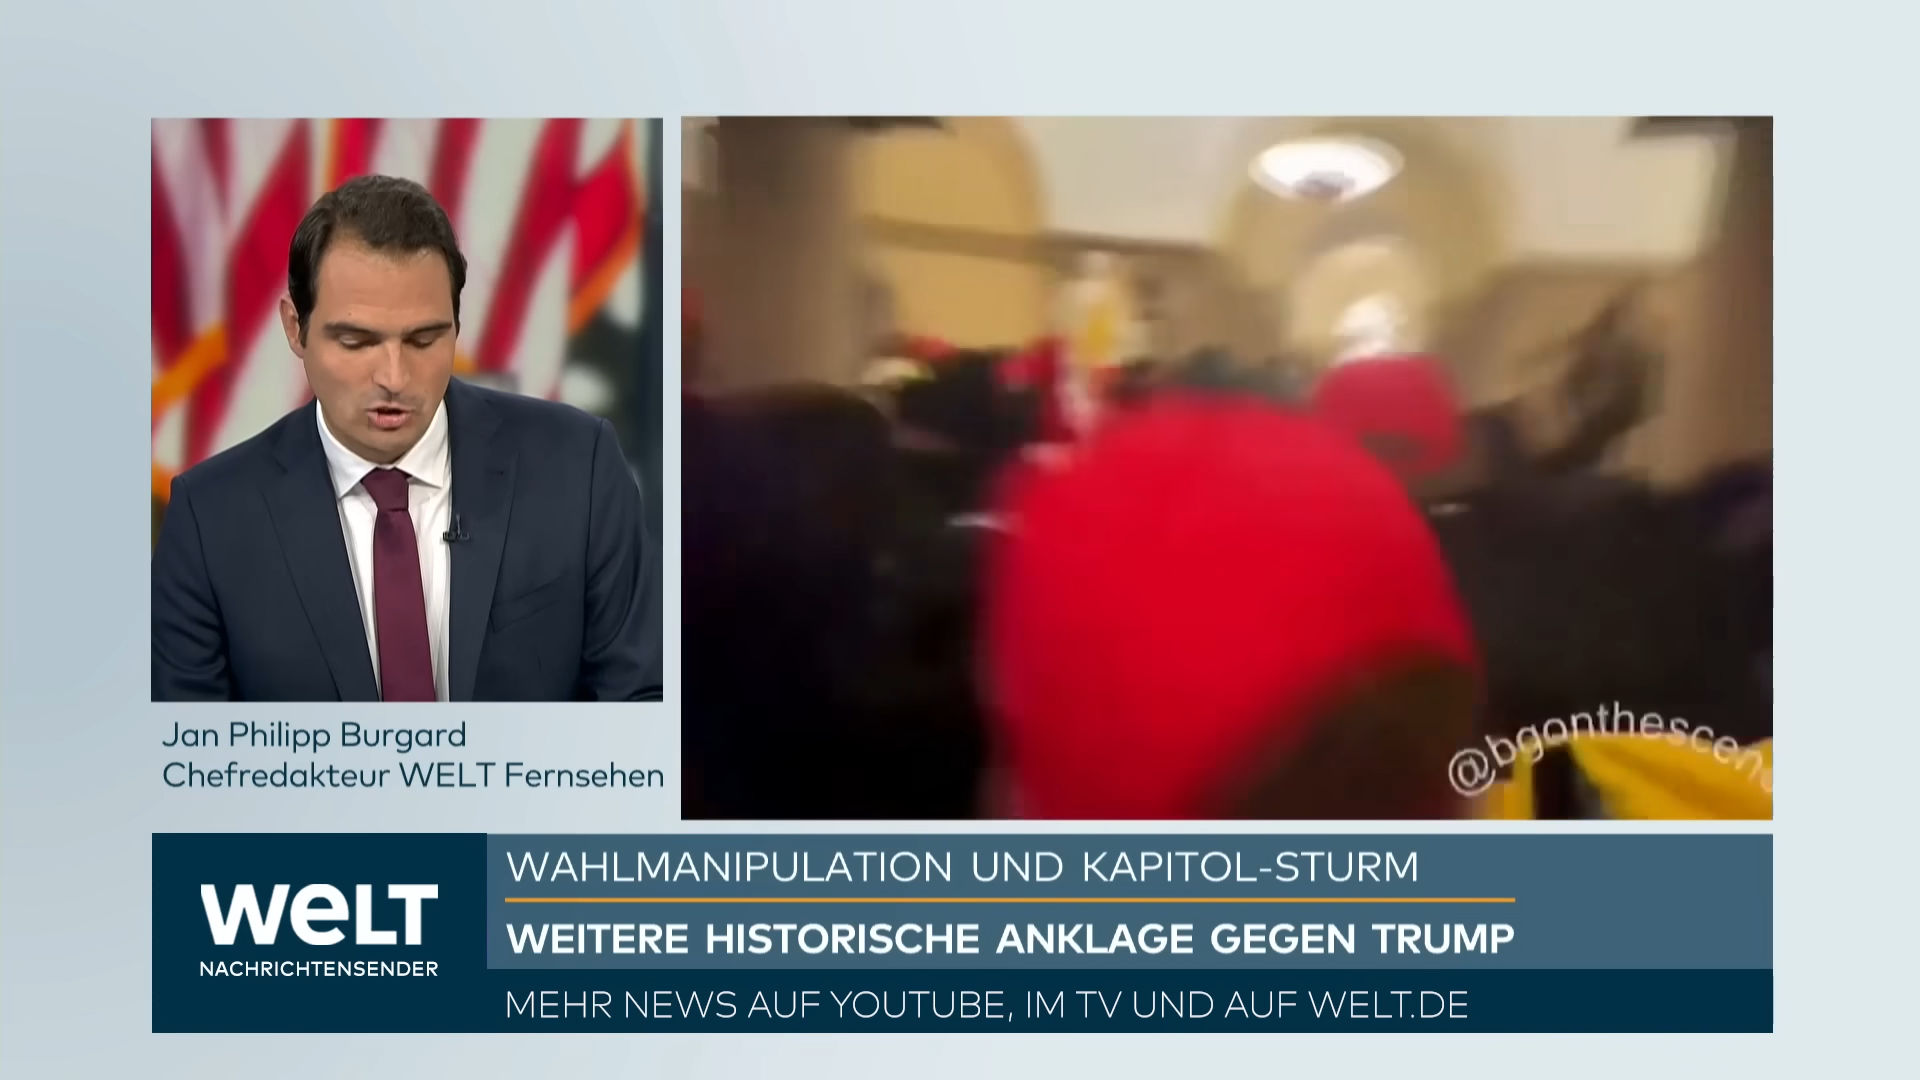 @bgonthescene
Jan Philipp Burgard
Chefredakteur WELT Fernsehen
WELT
NACHRICHTENSENDER
WAHLMANIPULATION UND KAPITOL-STURM
WEITERE HISTORISCHE ANKLAGE GEGEN TRUMP
MEHR NEWS AUF YOUTUBE, IM TV UND AUF WELT.DE